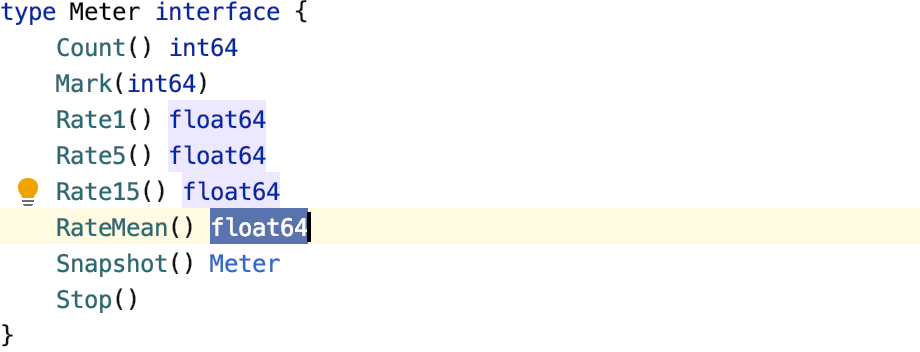 type Meter interface {
    Count() int64
    Mark(int64)
    Rate1() float64
    Rate5() float64
    Rate15() float64
    RateMean() float64
    Snapshot() Meter
    Stop()
}